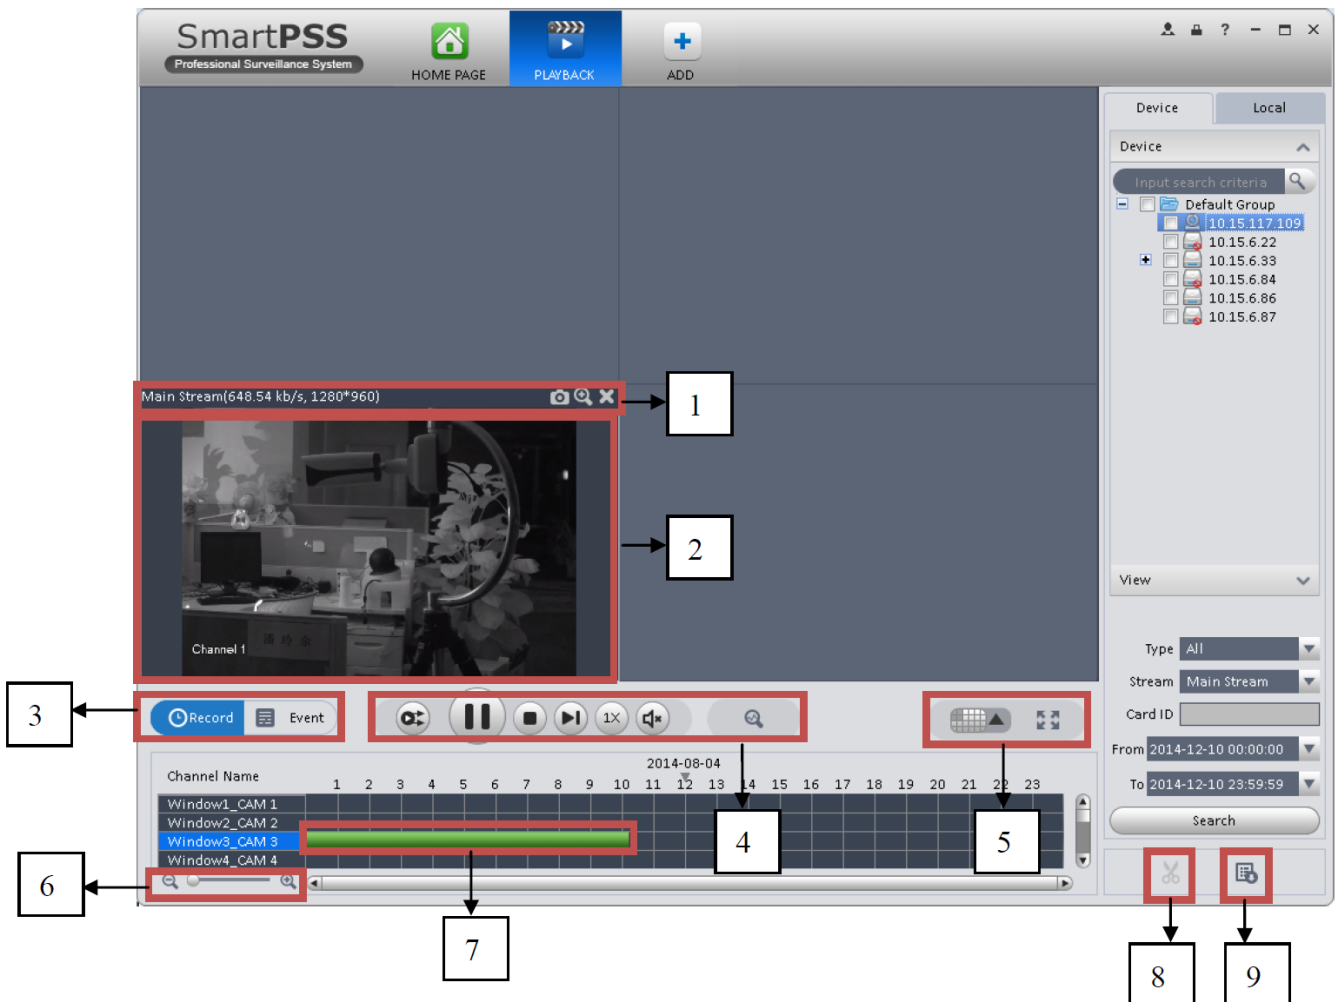 SmartPSS
Professional Surveillance System
HOME PAGE
PLAYBACK
ADD
?
Device
Local
Device
Input search criteria
Default Group
10.15.117.109
10.15.6.22
10.15.6.33
10.15.6.84
10.15.6.86
10.15.6.87
Main Stream(648.54 kb/s, 1280*960)
1
2
Channel 1
View
Type All
Stream Main Stream
Card ID
From 2014-12-10 00:00:00
To 2014-12-10 23:59:59
Search
3
Record
Event
1X
2014-08-04
Channel Name
1 2 3 4 5 6 7 8 9 10 11 12 13 14 15 16 17 18 19 20 21 22 23
Window1_CAM 1
Window2_CAM 2
Window3_CAM 3
Window4_CAM 4
4
5
6
7
8
9